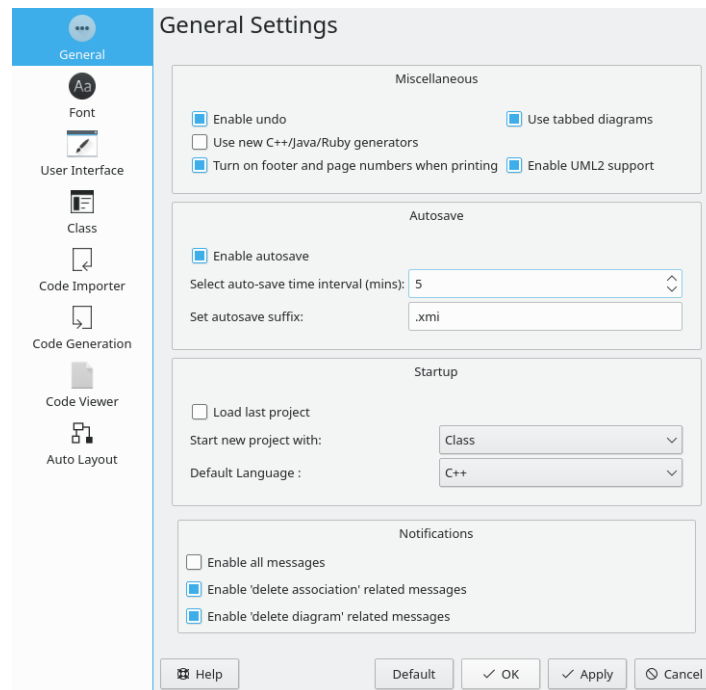 General Settings
General
Font
User Interface
Class
Code Importer
Code Generation
Code Viewer
Auto Layout
Miscellaneous
Enable undo
Use tabbed diagrams
Use new C++/Java/Ruby generators
Turn on footer and page numbers when printing
Enable UML2 support
Autosave
Enable autosave
Select auto-save time interval (mins): 5
Set autosave suffix: .xmi
Startup
Load last project
Start new project with: Class
Default Language : C++
Notifications
Enable all messages
Enable 'delete association' related messages
Enable 'delete diagram' related messages
Help
Default
OK
Apply
Cancel